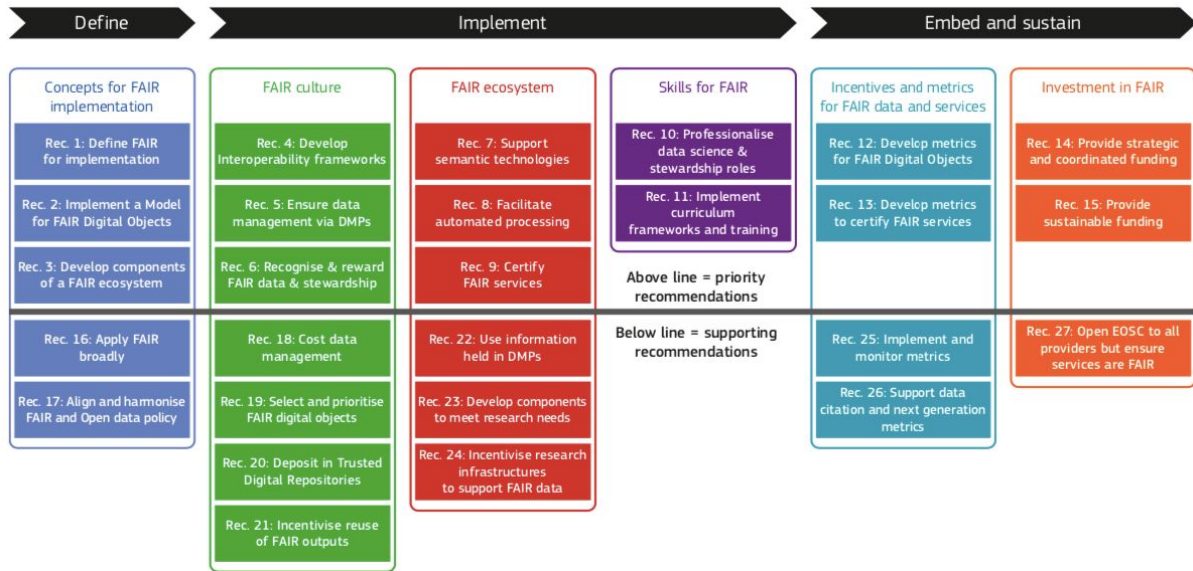 Define
Implement
Embed and sustain
Concepts for FAIR
implementation
Rec. 1: Define FAIR
for implementation
Rec. 2: Implement a Model
for FAIR Digital Objects
Rec. 3: Develop components
of a FAIR ecosystem
Rec. 16: Apply FAIR
broadly
Rec. 17: Align and harmonise
FAIR and Open data policy
FAIR culture
Rec. 4: Develop
Interoperability frameworks
Rec. 5: Ensure data
management via DMPs
Rec. 6: Recognise & reward
FAIR data & stewardship
Rec. 18: Cost data
management
Rec. 19: Select and prioritise
FAIR digital objects
Rec. 20: Deposit in Trusted
Digital Repositories
Rec. 21: Incentivise reuse
of FAIR outputs
FAIR ecosystem
Rec. 7: Support
semantic technologies
Rec. 8: Facilitate
automated processing
Rec. 9: Certify
FAIR services
Rec. 22: Use information
held in DMPs
Rec. 23: Develop components
to meet research needs
Rec. 24: Incentivise research
infrastructures
to support FAIR data
Skills for FAIR
Rec. 10: Professionalise
data science &
stewardship roles
Rec. 11: Implement
curriculum
frameworks and training
Above line = priority
recommendations
Below line = supporting
recommendations
Incentives and metrics
for FAIR data and services
Rec. 12: Develop metrics
for FAIR Digital Objects
Rec. 13: Develop metrics
to certify FAIR services
Rec. 25: Implement and
monitor metrics
Rec. 26: Support data
citation and next generation
metrics
Investment in FAIR
Rec. 14: Provide strategic
and coordinated funding
Rec. 15: Provide
sustainable funding
Rec. 27: Open EOSC to all
providers but ensure
services are FAIR